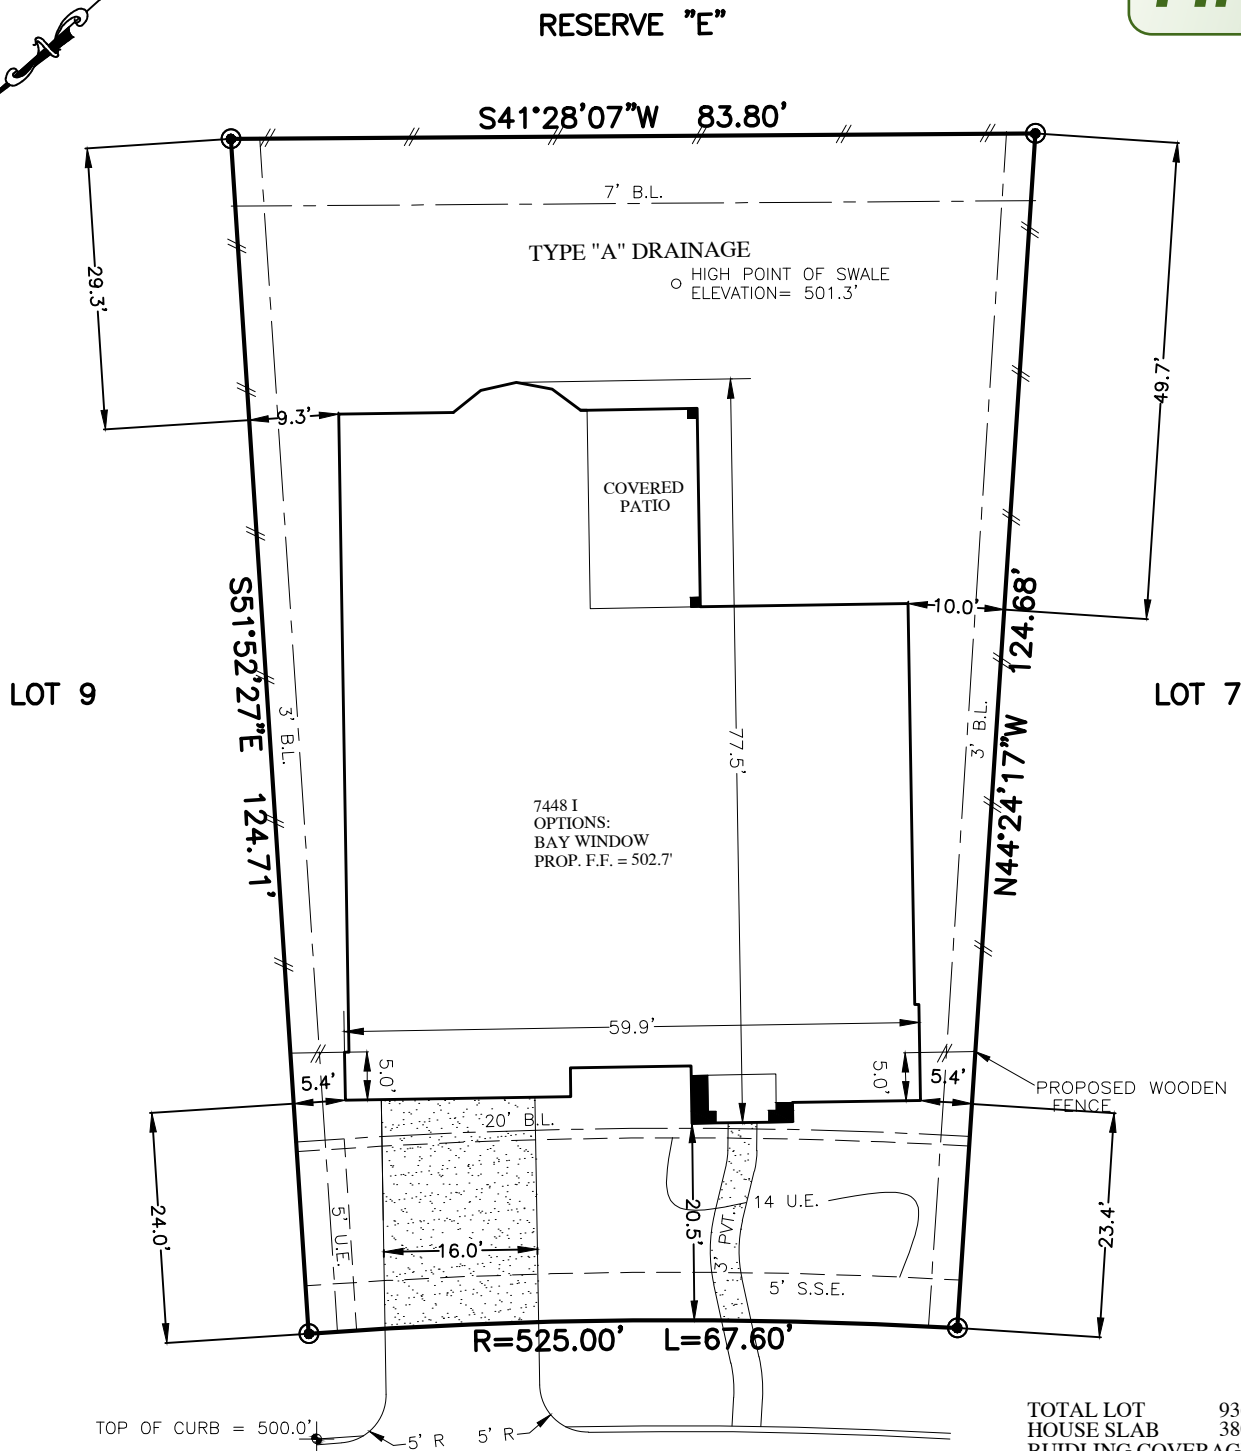 RESERVE "E"
S41°28'07"W 83.80'
7' B.L.
TYPE "A" DRAINAGE
HIGH POINT OF SWALE
ELEVATION= 501.3'
29.3'
49.7'
9.3'
COVERED
PATIO
10.0'
S51°52'27"E 124.71'
N44°24'17"W 124.68'
LOT 9
LOT 7
3' B.L.
3' B.L.
77.5'
7448 I
OPTIONS:
BAY WINDOW
PROP. F.F. = 502.7'
59.9'
5.4'
5.0'
5.0'
5.4'
PROPOSED WOODEN
FENCE
20' B.L.
24.0'
5' U.E.
16.0'
20.5'
3' PVT.
14 U.E.
23.4'
5' S.S.E.
R=525.00' L=67.60'
TOP OF CURB = 500.0'
5' R
5' R
TOTAL LOT 93
HOUSE SLAB 38
BUIDLING COVERAG